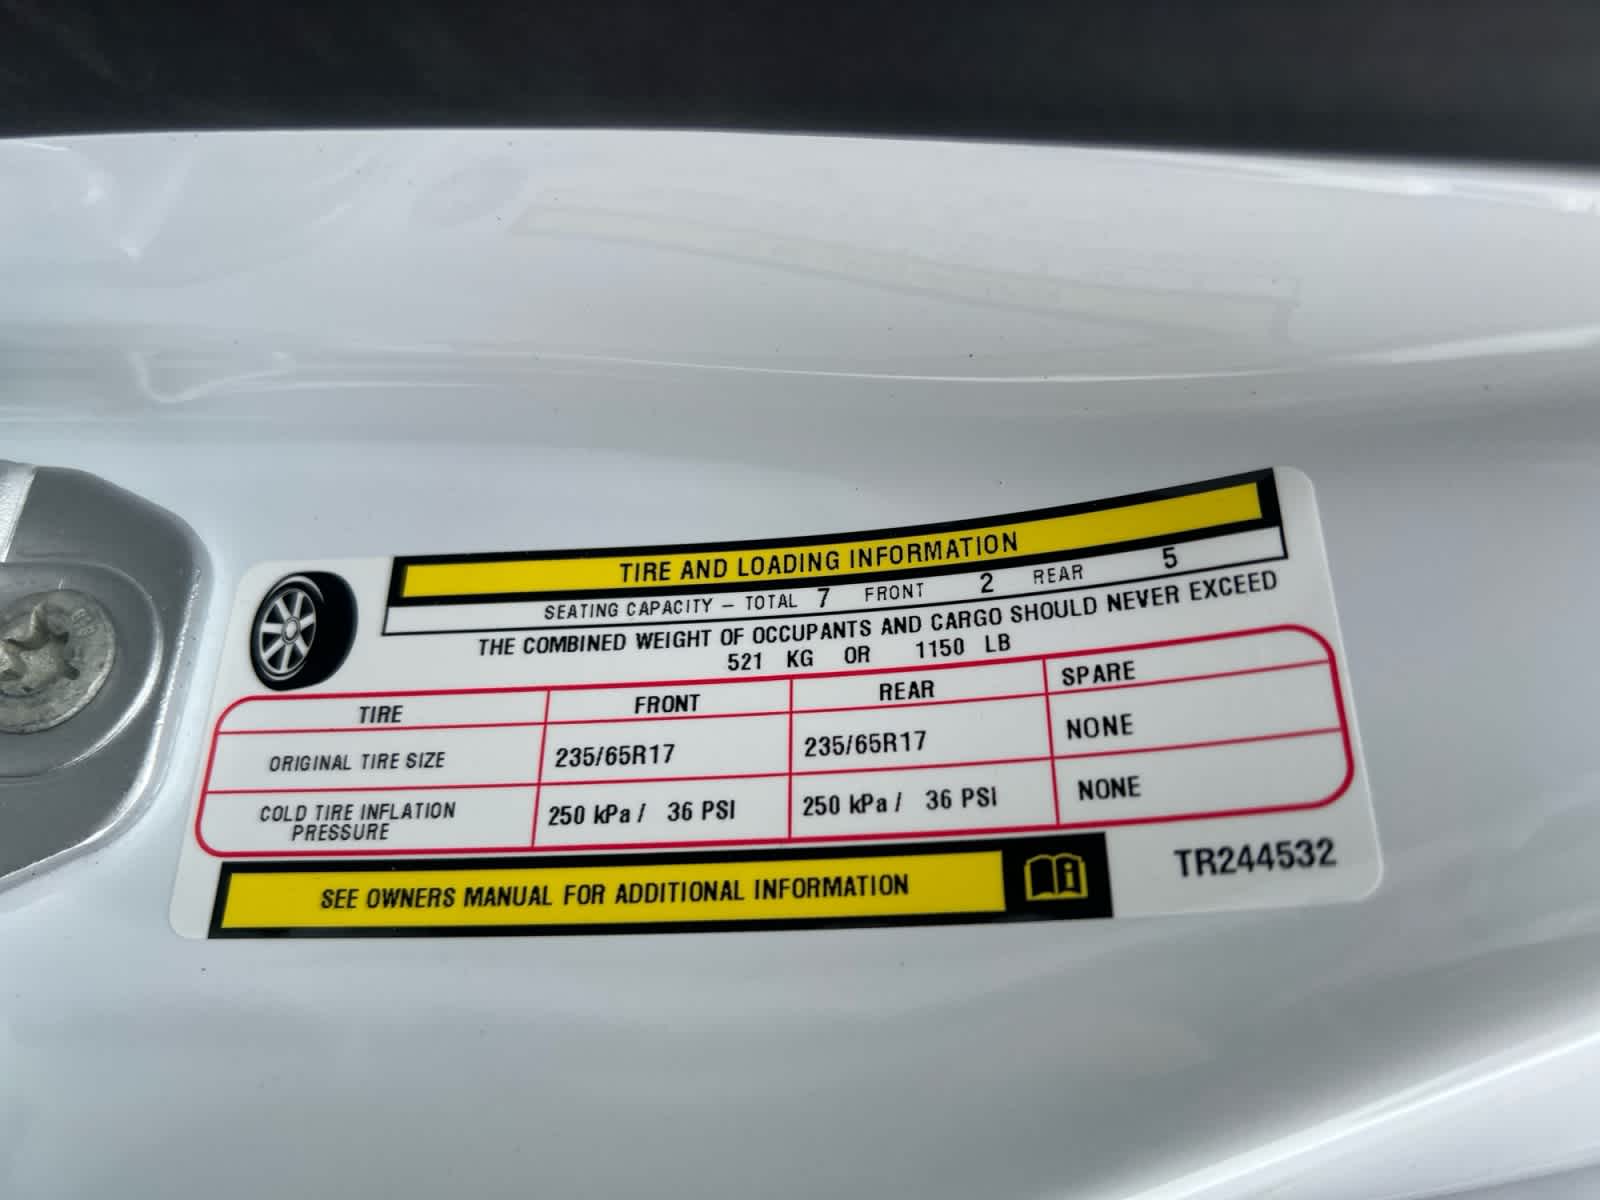 TIRE AND LOADING INFORMATION
SEATING CAPACITY – TOTAL 7 FRONT 2 REAR 5
THE COMBINED WEIGHT OF OCCUPANTS AND CARGO SHOULD NEVER EXCEED
521 KG OR 1150 LB
TIRE FRONT REAR SPARE
ORIGINAL TIRE SIZE 235/65R17 235/65R17 NONE
COLD TIRE INFLATION
PRESSURE 250 kPa / 36 PSI 250 kPa / 36 PSI NONE
SEE OWNERS MANUAL FOR ADDITIONAL INFORMATION
TR244532